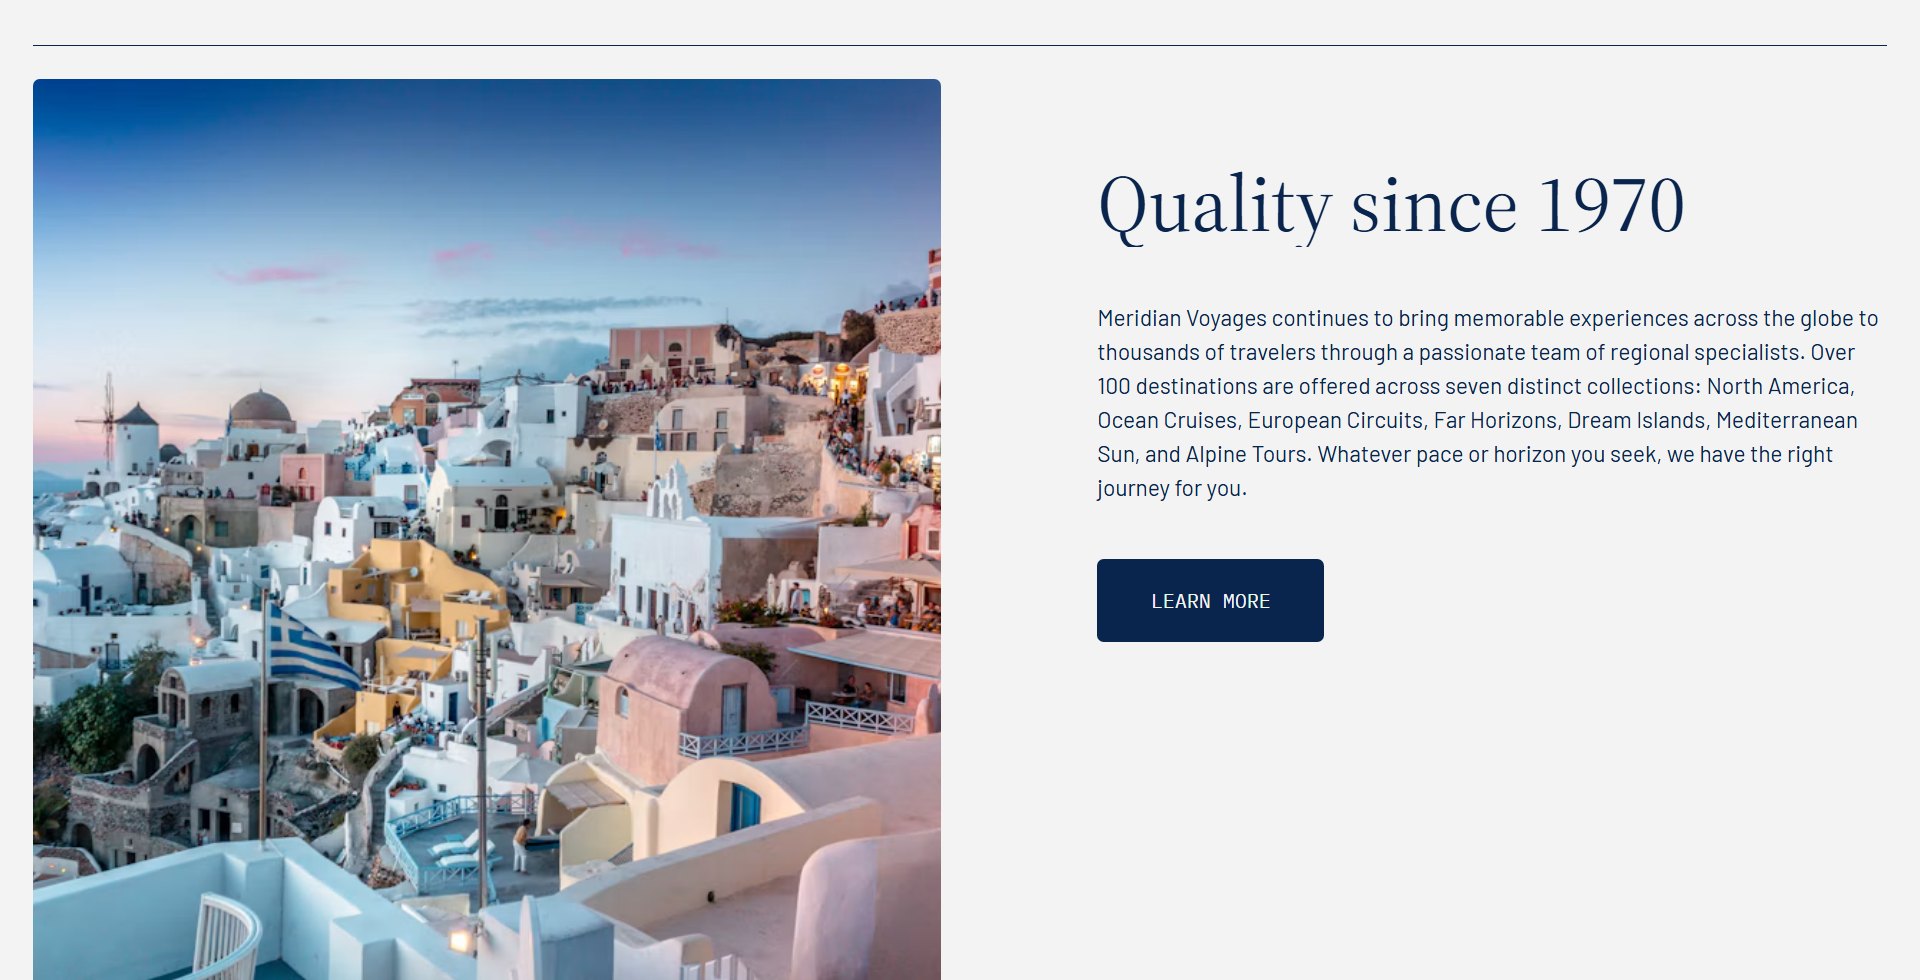 Quality since 1970
Meridian Voyages continues to bring memorable experiences across the globe to
thousands of travelers through a passionate team of regional specialists. Over
100 destinations are offered across seven distinct collections: North America,
Ocean Cruises, European Circuits, Far Horizons, Dream Islands, Mediterranean
Sun, and Alpine Tours. Whatever pace or horizon you seek, we have the right
journey for you.
LEARN MORE